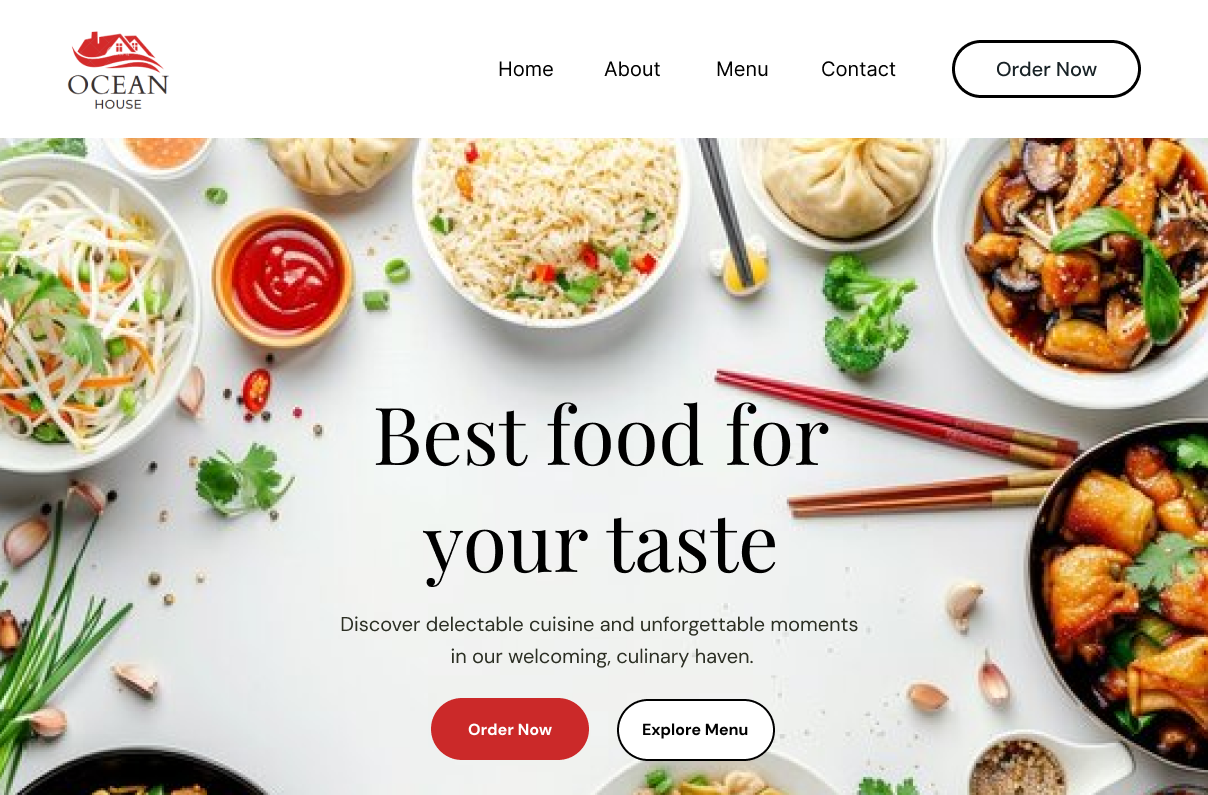 OCEAN
HOUSE
Home About Menu Contact Order Now
Best food for
your taste
Discover delectable cuisine and unforgettable moments
in our welcoming, culinary haven.
Order Now Explore Menu